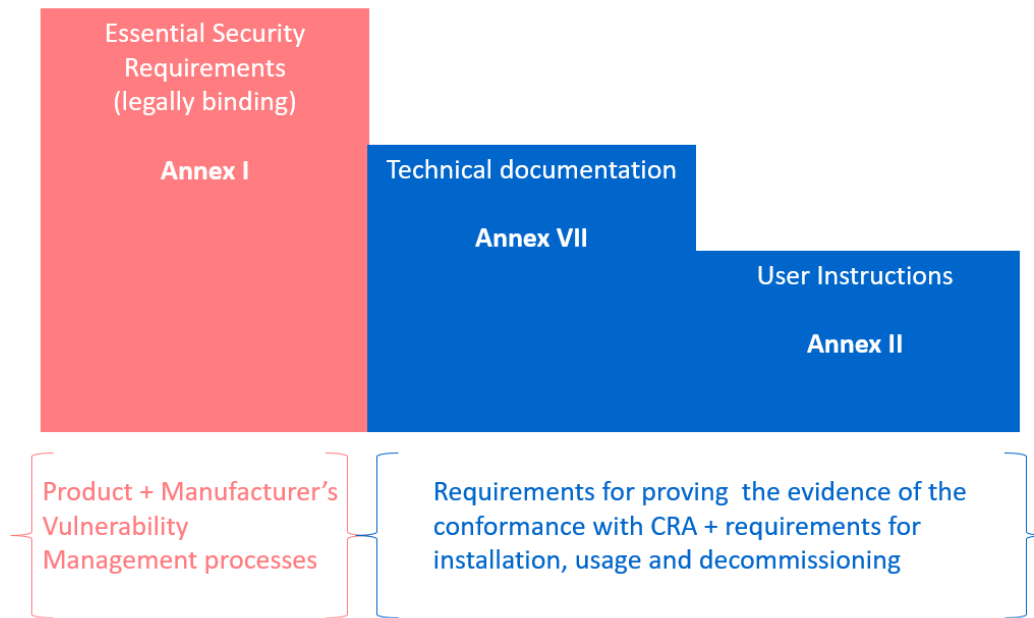 Essential Security
Requirements
(legally binding)
Annex I
Technical documentation
Annex VII
User Instructions
Annex II
Product + Manufacturer's
Vulnerability
Management processes
Requirements for proving  the evidence of the
conformance with CRA + requirements for
installation, usage and decommissioning